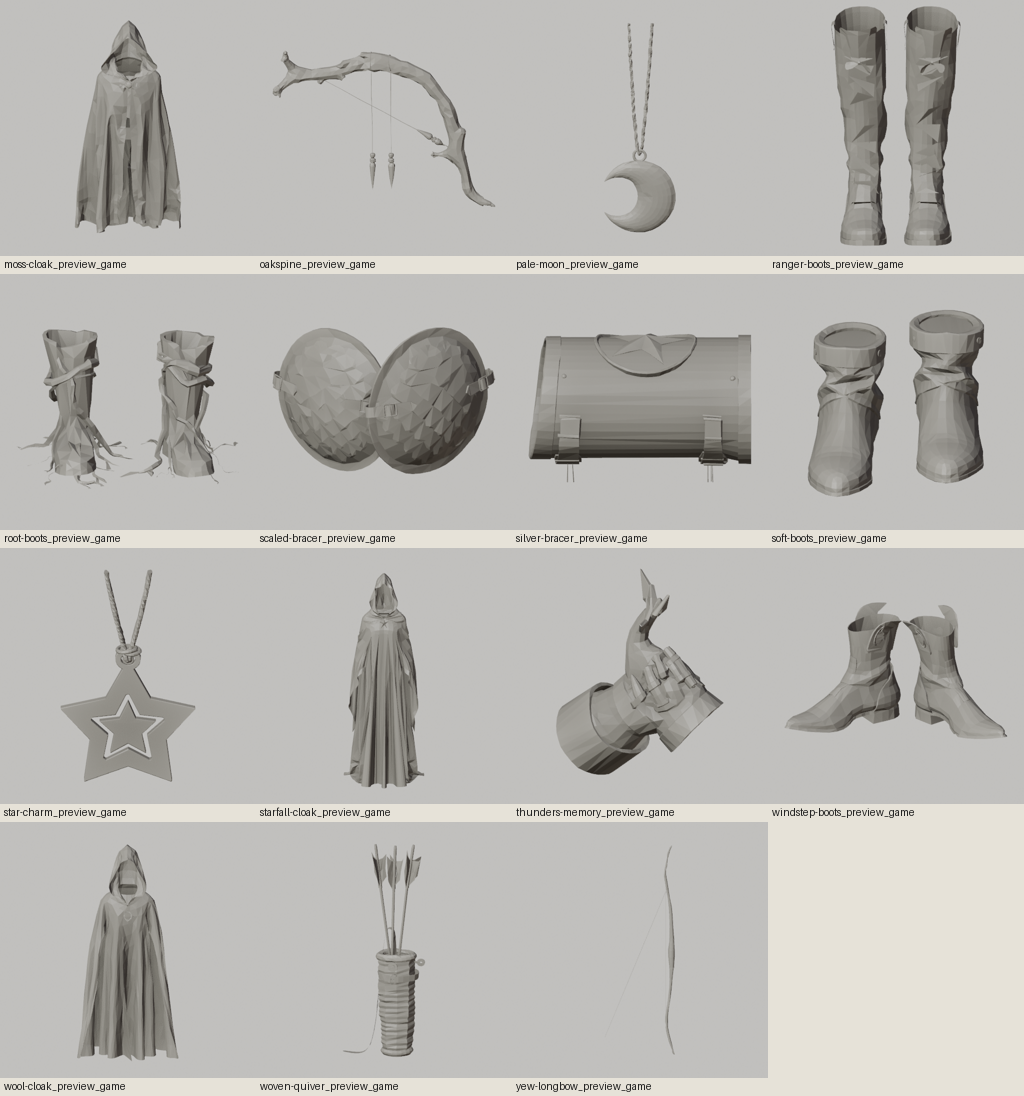 moss-cloak_preview_game
oakspine_preview_game
pale-moon_preview_game
ranger-boots_preview_game
root-boots_preview_game
scaled-bracer_preview_game
silver-bracer_preview_game
soft-boots_preview_game
star-charm_preview_game
starfall-cloak_preview_game
thunders-memory_preview_game
windstep-boots_preview_game
wool-cloak_preview_game
woven-quiver_preview_game
yew-longbow_preview_game